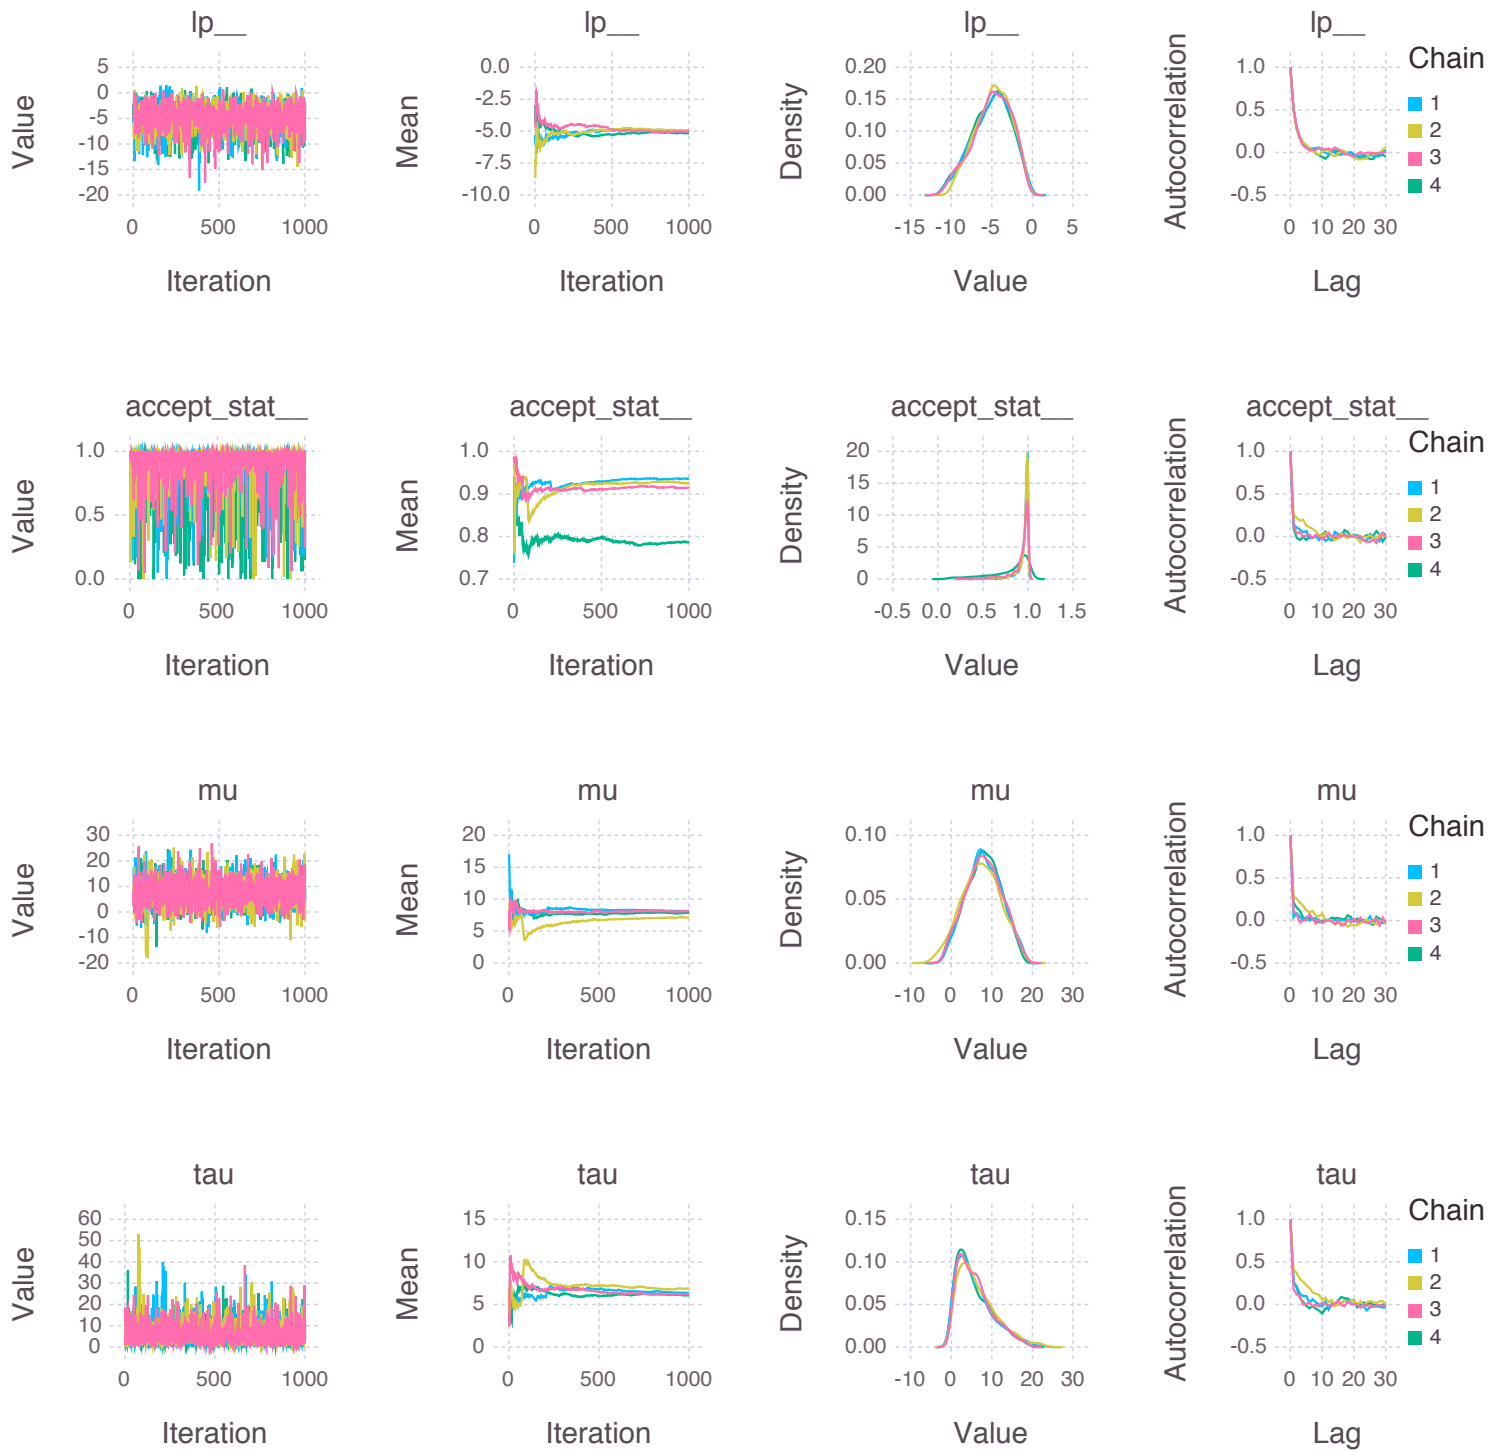 lp__
Value
5
0
-5
-10
-15
-20
0 500 1000
Iteration
lp__
Mean
0.0
-2.5
-5.0
-7.5
-10.0
0 500 1000
Iteration
lp__
Density
0.20
0.15
0.10
0.05
0.00
-15 -10 -5 0 5
Value
lp__
Autocorrelation
1.0
0.5
0.0
-0.5
0 10 20 30
Lag
Chain
1
2
3
4
accept_stat__
Value
1.0
0.5
0.0
0 500 1000
Iteration
accept_stat__
Mean
1.0
0.9
0.8
0.7
0 500 1000
Iteration
accept_stat__
Density
20
15
10
5
0
-0.5 0.0 0.5 1.0 1.5
Value
accept_stat__
Autocorrelation
1.0
0.5
0.0
-0.5
0 10 20 30
Lag
Chain
1
2
3
4
mu
Value
30
20
10
0
-10
-20
0 500 1000
Iteration
mu
Mean
20
15
10
5
0
0 500 1000
Iteration
mu
Density
0.10
0.05
0.00
-10 0 10 20 30
Value
mu
Autocorrelation
1.0
0.5
0.0
-0.5
0 10 20 30
Lag
Chain
1
2
3
4
tau
Value
60
50
40
30
20
10
0
0 500 1000
Iteration
tau
Mean
15
10
5
0
0 500 1000
Iteration
tau
Density
0.15
0.10
0.05
0.00
-10 0 10 20 30
Value
tau
Autocorrelation
1.0
0.5
0.0
-0.5
0 10 20 30
Lag
Chain
1
2
3
4